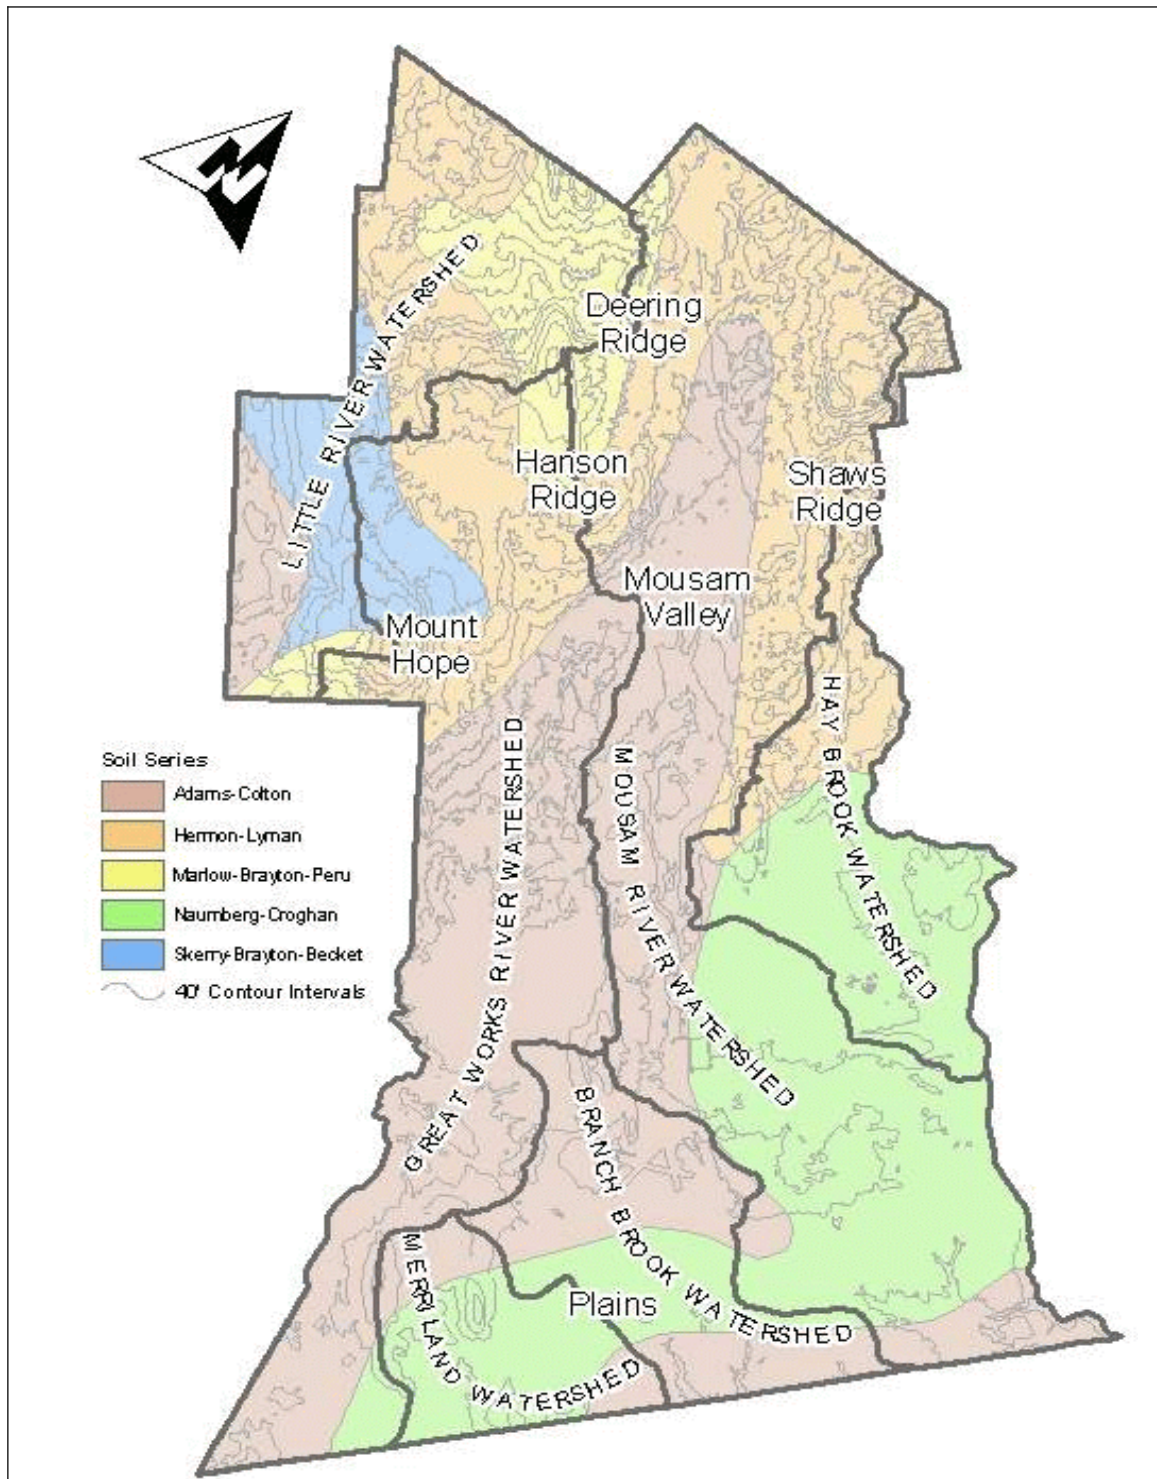 N
LITTLE RIVER WATERSHED
Deering
Ridge
Hanson
Ridge
Shaws
Ridge
Mousam
Valley
Mount
Hope
HAY BROOK WATERSHED
GREAT WORKS RIVER WATERSHED
MOUSAM RIVER WATERSHED
Soil Series
Adams-Colton
Hermon-Lyman
Marlow-Brayton-Peru
Naumberg-Croghan
Skerry-Brayton-Becket
40' Contour Intervals
BRANCH BROOK WATERSHED
MERRILAND WATERSHED
Plains